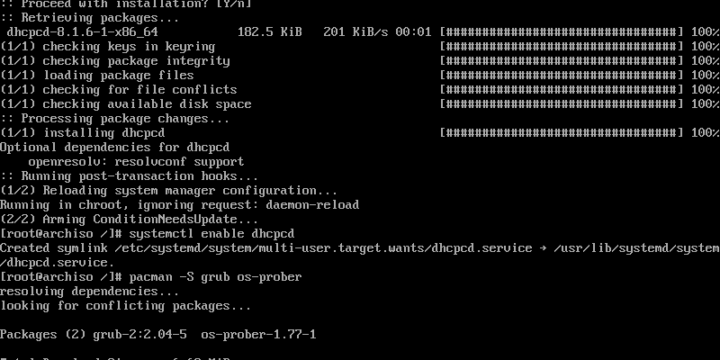 :: Proceed with installation? [Y/n]
:: Retrieving packages...
dhcpcd-8.1.6-1-x86_64 182.5 KiB 201 KiB/s 00:01 [################################] 100%
(1/1) checking keys in keyring [################################] 100%
(1/1) checking package integrity [################################] 100%
(1/1) loading package files [################################] 100%
(1/1) checking for file conflicts [################################] 100%
(1/1) checking available disk space [################################] 100%
:: Processing package changes...
(1/1) installing dhcpcd [################################] 100%
Optional dependencies for dhcpcd
openresolv: resolvconf support
:: Running post-transaction hooks...
(1/2) Reloading system manager configuration...
Running in chroot, ignoring request: daemon-reload
(2/2) Arming ConditionNeedsUpdate...
[root@archiso /]# systemctl enable dhcpcd
Created symlink /etc/systemd/system/multi-user.target.wants/dhcpcd.service → /usr/lib/systemd/system
/dhcpcd.service.
[root@archiso /]# pacman -S grub os-prober
resolving dependencies...
looking for conflicting packages...
Packages (2) grub-2:2.04-5 os-prober-1.77-1